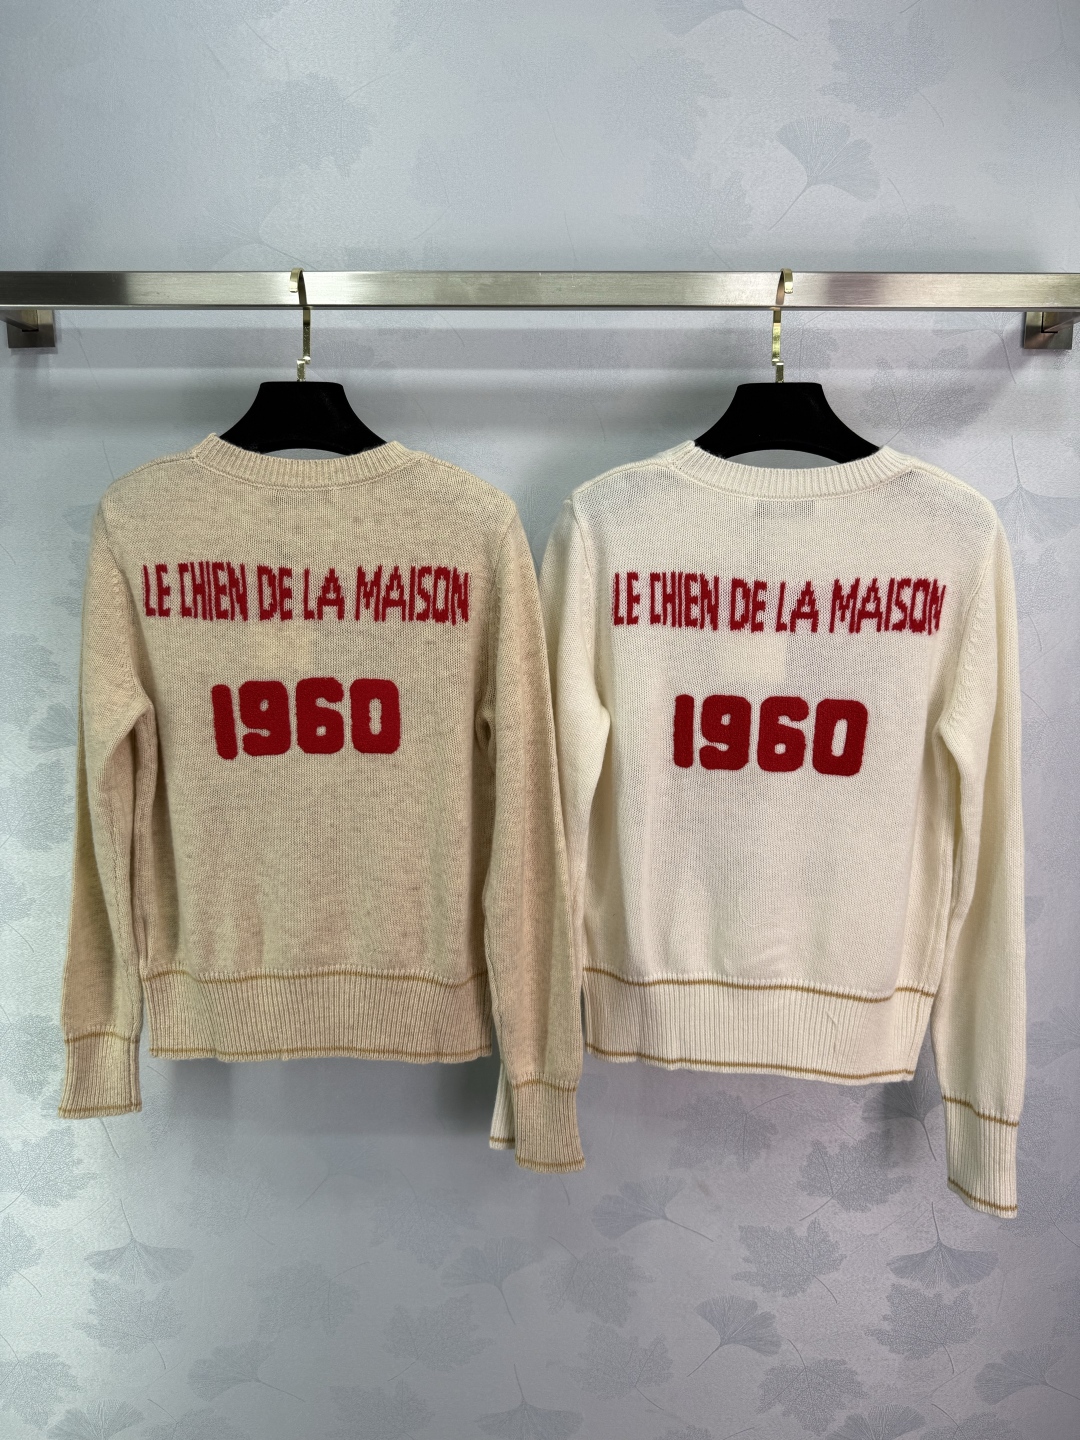 LE CHIEN DE LA MAISON
1960
LE CHIEN DE LA MAISON
1960